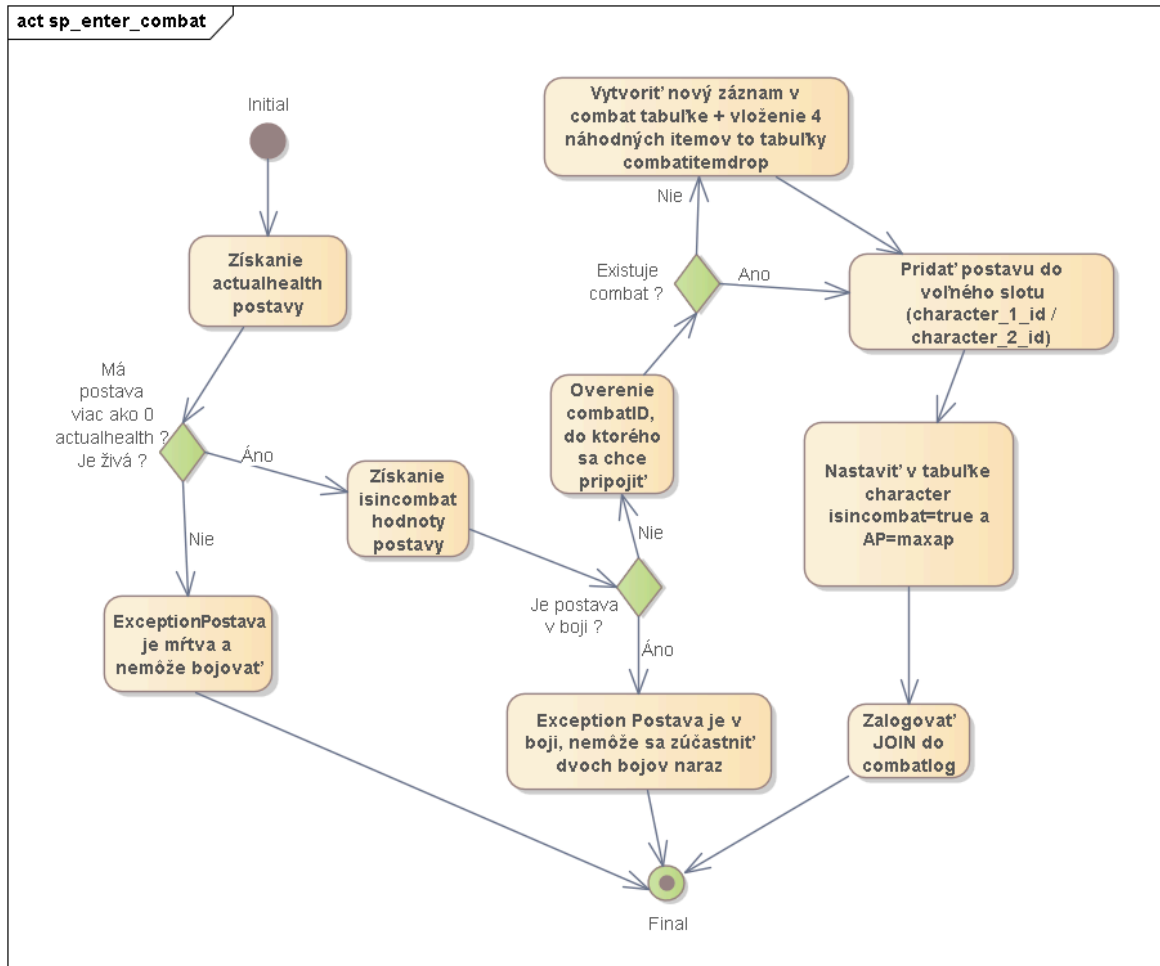 act sp_enter_combat
Initial
Získanie
actualhealth
postavy
Má
postava
viac ako 0
actualhealth ?
Je živá ?
Áno
Nie
ExceptionPostava
je mŕtva a
nemôže bojovať
Získanie
isincombat
hodnoty
postavy
Je postava
v boji ?
Nie
Áno
Exception Postava je v
boji, nemôže sa zúčastniť
dvoch bojov naraz
Overenie
combatID,
do ktorého
sa chce
pripojiť
Existuje
combat ?
Nie
Ano
Vytvoriť nový záznam v
combat tabuľke + vloženie 4
náhodných itemov to tabuľky
combatitemdrop
Pridať postavu do
voľného slotu
(character_1_id /
character_2_id)
Nastaviť v tabuľke
character
isincombat=true a
AP=maxap
Zalogovať
JOIN do
combatlog
Final